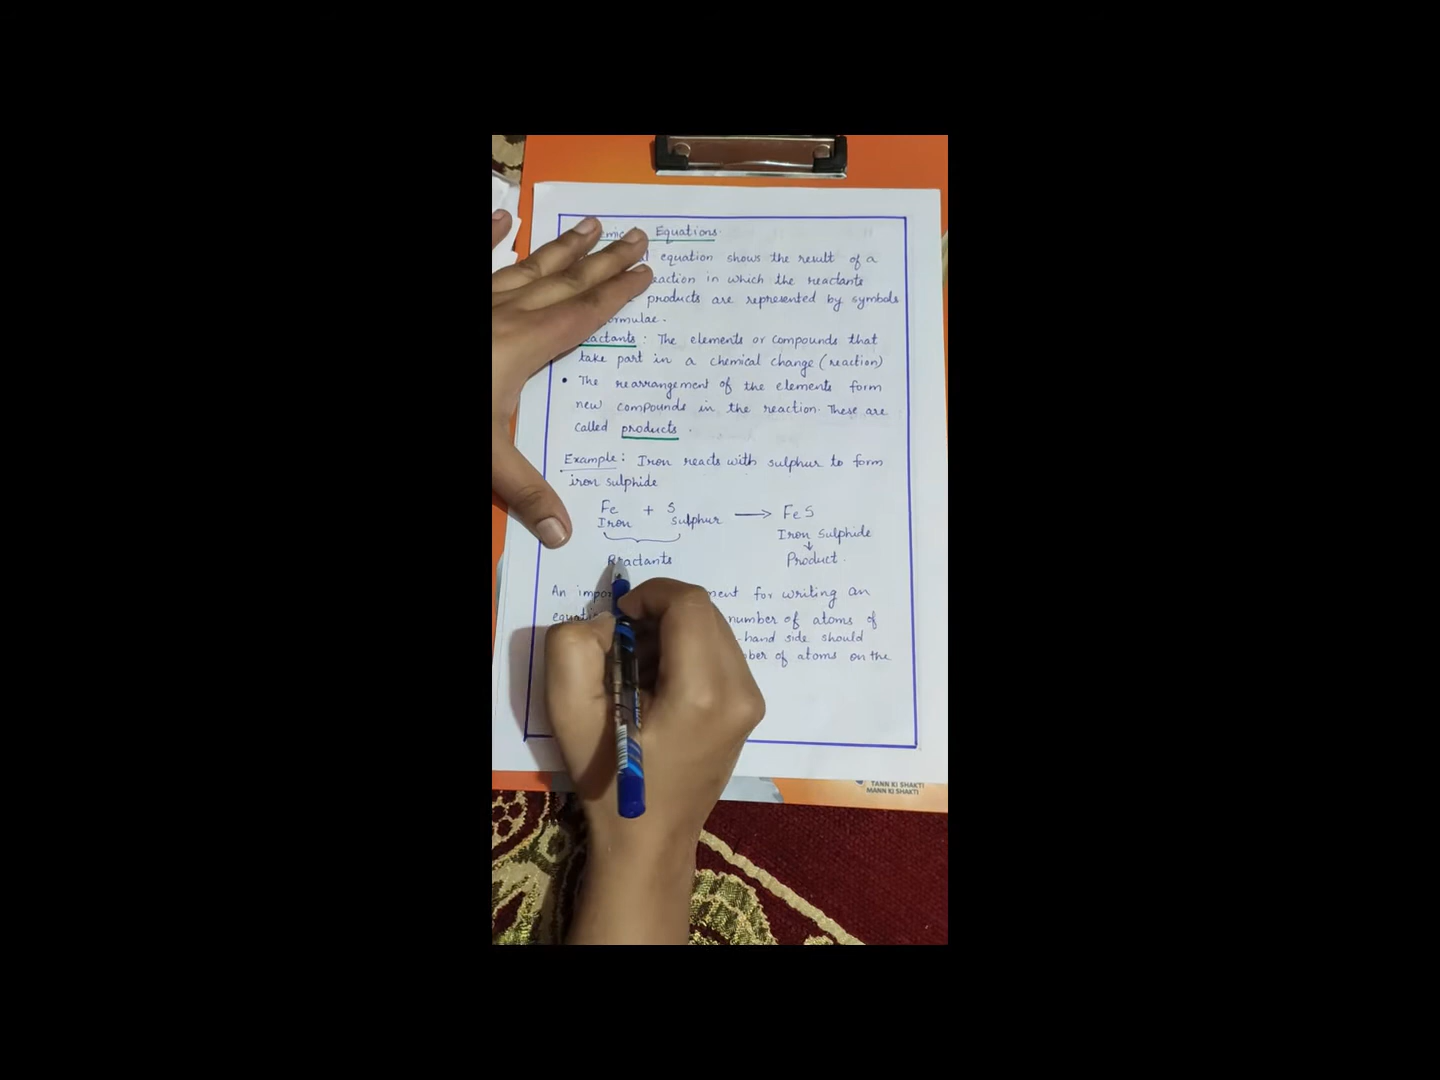 Equations.
equation shows the result of a
in which the reactants
products are represented by symbols
formulae.
Reactants : The elements or compounds that
take part in a chemical change (reaction)
• The rearrangement of the elements form
new compounds in the reaction. These are
called products .
Example : Iron reacts with sulphur to form
iron sulphide
Fe + S → FeS
Iron Sulphur Iron Sulphide
↓
Reactants Product .
An for writing an
number of atoms of
-hand side should
of atoms on the
TANN KI SHAKTI
MANN KI SHAKTI